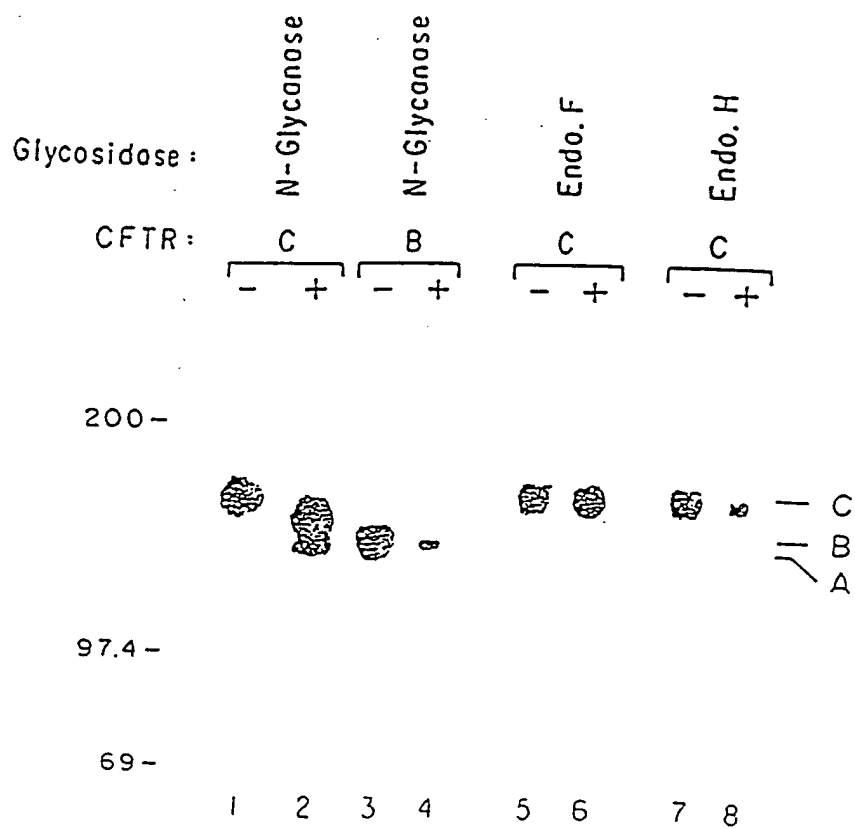 Glycosidase :
N-Glycanase
N-Glycanase
Endo. F
Endo. H
CFTR :
C
B
C
C
- + - + - + - +
200-
C
B
A
97.4-
69-
1 2 3 4 5 6 7 8